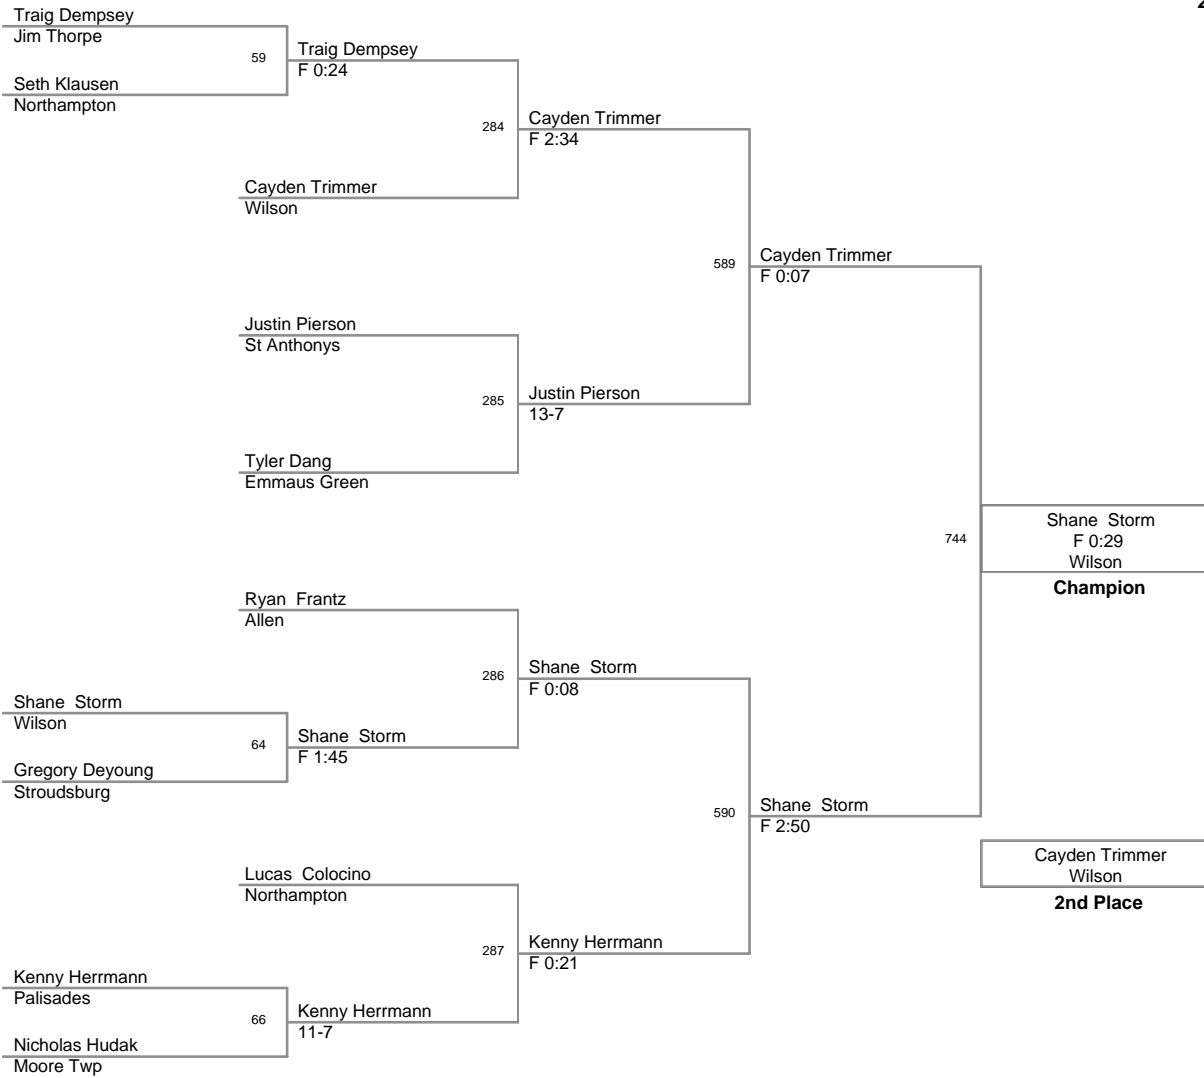 Traig Dempsey
Jim Thorpe
59
Traig Dempsey
F 0:24
Seth Klausen
Northampton
284
Cayden Trimmer
F 2:34
Cayden Trimmer
Wilson
589
Cayden Trimmer
F 0:07
Justin Pierson
St Anthonys
285
Justin Pierson
13-7
Tyler Dang
Emmaus Green
744
Shane Storm
F 0:29
Wilson
Champion
Ryan Frantz
Allen
286
Shane Storm
F 0:08
Shane Storm
Wilson
64
Shane Storm
F 1:45
Gregory Deyoung
Stroudsburg
590
Shane Storm
F 2:50
Cayden Trimmer
Wilson
2nd Place
Lucas Colocino
Northampton
287
Kenny Herrmann
F 0:21
Kenny Herrmann
Palisades
66
Kenny Herrmann
11-7
Nicholas Hudak
Moore Twp